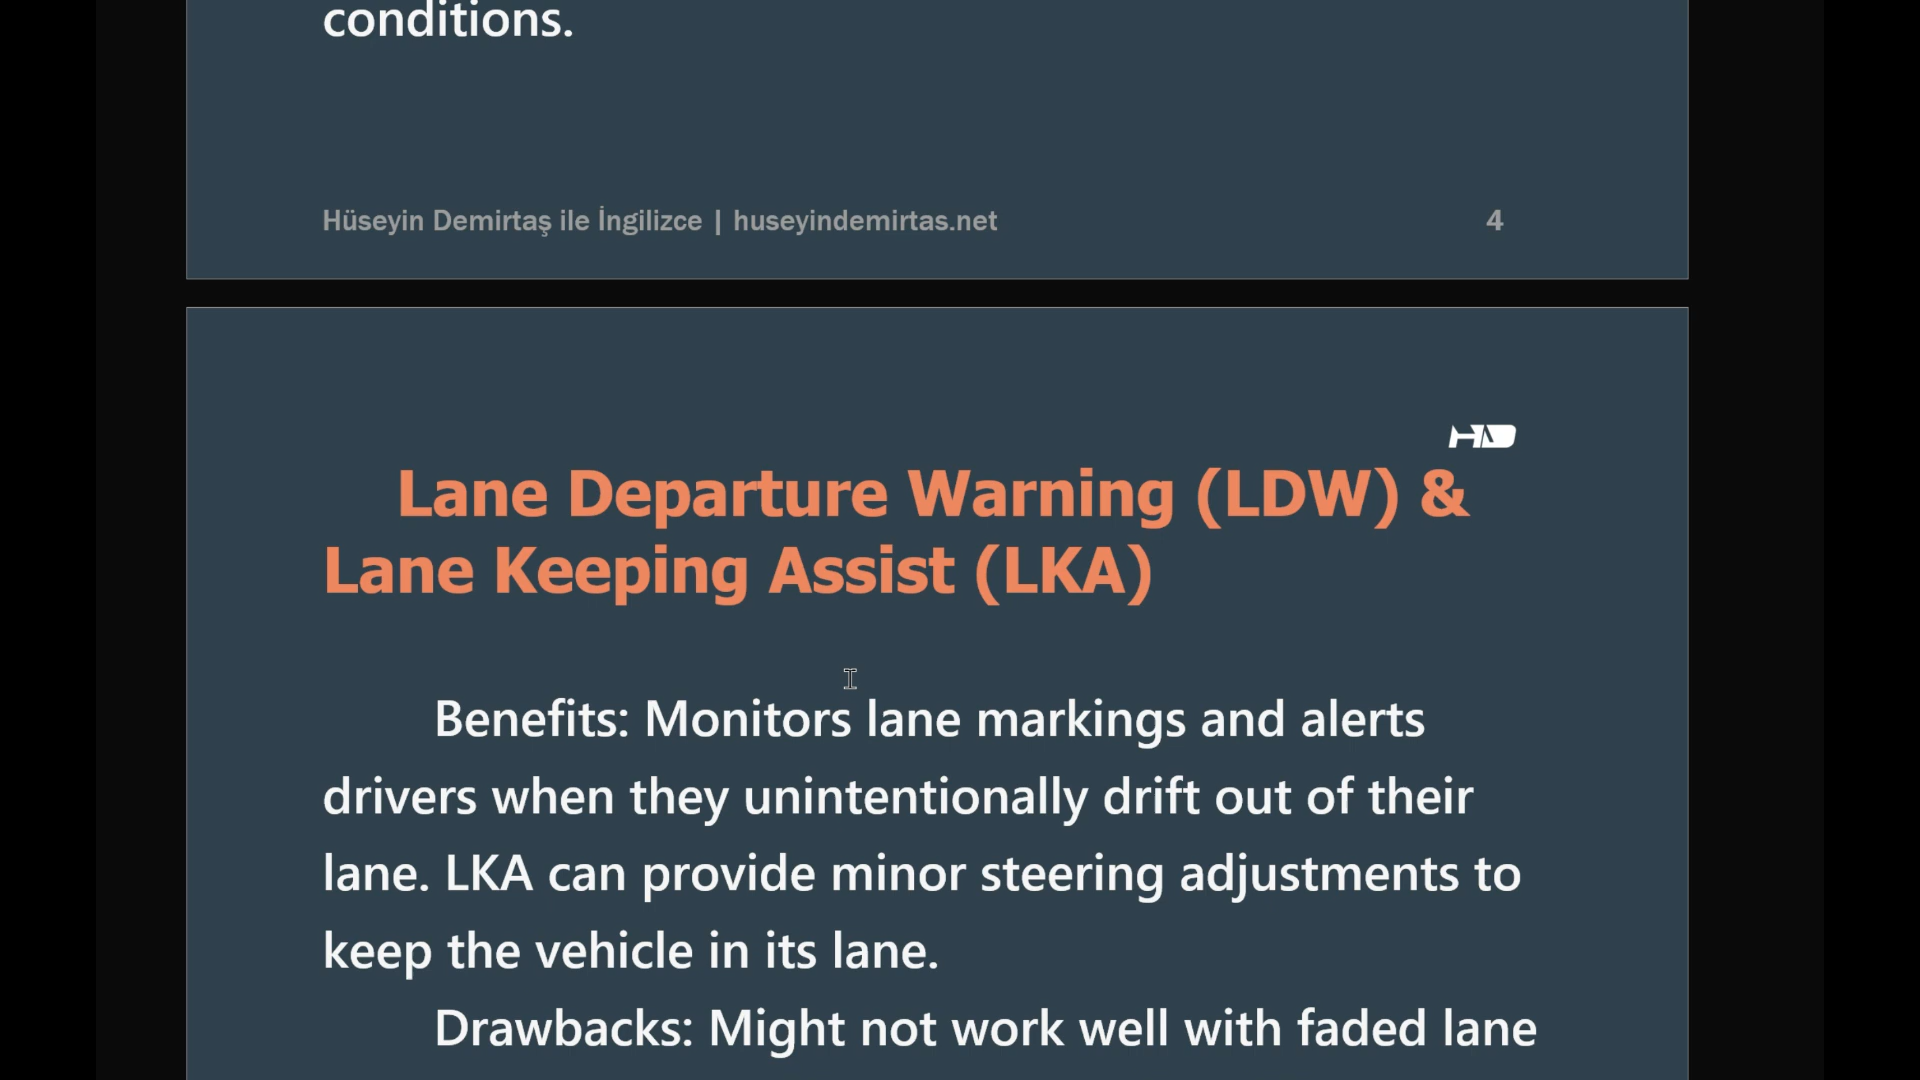 conditions.
Hüseyin Demirtaş ile İngilizce | huseyindemirtas.net 4
HD
Lane Departure Warning (LDW) &
Lane Keeping Assist (LKA)
Benefits: Monitors lane markings and alerts
drivers when they unintentionally drift out of their
lane. LKA can provide minor steering adjustments to
keep the vehicle in its lane.
Drawbacks: Might not work well with faded lane